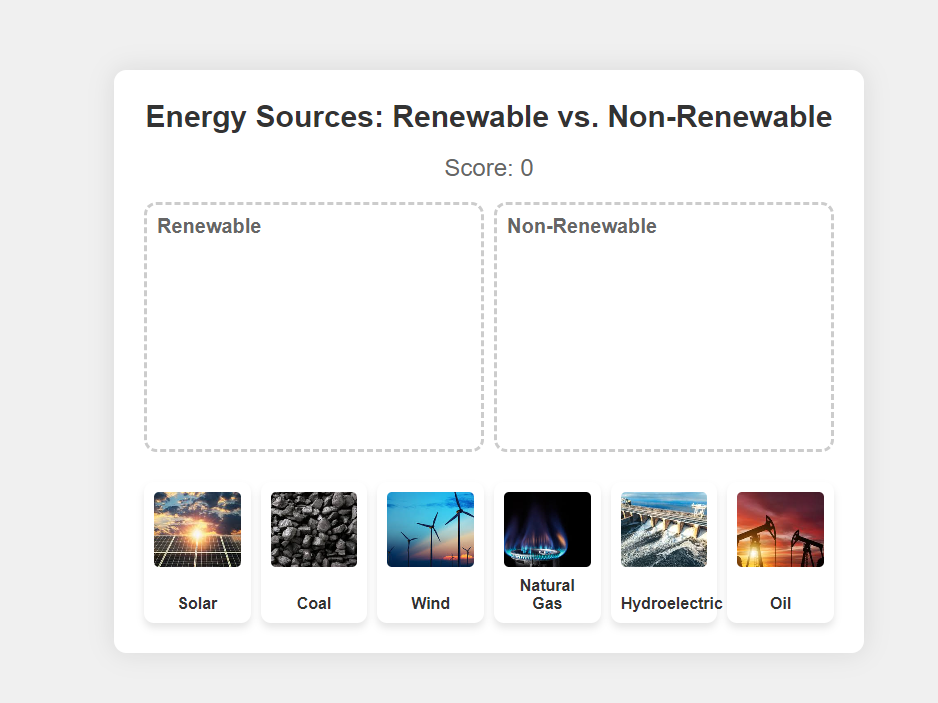 Energy Sources: Renewable vs. Non-Renewable
Score: 0
Renewable
Non-Renewable
Solar
Coal
Wind
Natural
Gas
Hydroelectric
Oil